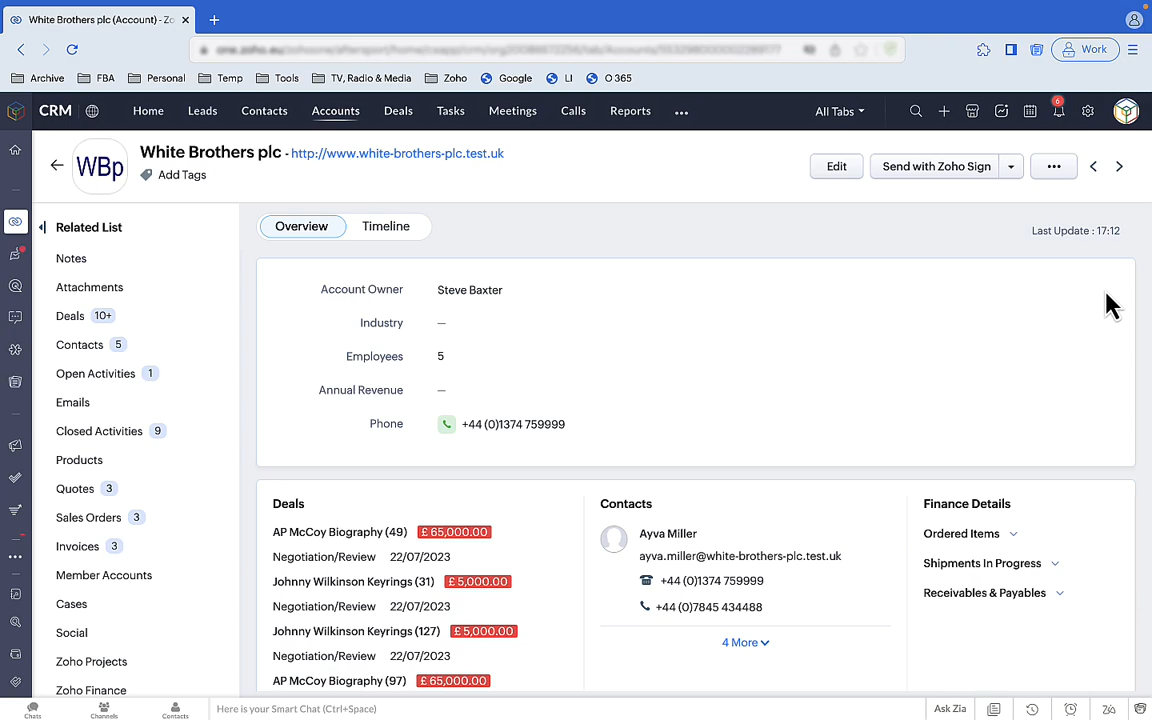 White Brothers plc (Account) - Zo
Work
Archive FBA Personal Temp Tools TV, Radio & Media Zoho Google LI O 365
CRM Home Leads Contacts Accounts Deals Tasks Meetings Calls Reports ... All Tabs 6
WBp
White Brothers plc - http://www.white-brothers-plc.test.uk
Add Tags
Edit Send with Zoho Sign
Related List
Notes
Attachments
Deals 10+
Contacts 5
Open Activities 1
Emails
Closed Activities 9
Products
Quotes 3
Sales Orders 3
Invoices 3
Member Accounts
Cases
Social
Zoho Projects
Zoho Finance
Overview Timeline
Last Update : 17:12
Account Owner Steve Baxter
Industry —
Employees 5
Annual Revenue —
Phone +44 (0)1374 759999
Deals
AP McCoy Biography (49) £ 65,000.00
Negotiation/Review 22/07/2023
Johnny Wilkinson Keyrings (31) £ 5,000.00
Negotiation/Review 22/07/2023
Johnny Wilkinson Keyrings (127) £ 5,000.00
Negotiation/Review 22/07/2023
AP McCoy Biography (97) £ 65,000.00
Contacts
Ayva Miller
ayva.miller@white-brothers-plc.test.uk
+44 (0)1374 759999
+44 (0)7845 434488
4 More
Finance Details
Ordered Items
Shipments In Progress
Receivables & Payables
Chats Channels Contacts
Here is your Smart Chat (Ctrl+Space)
Ask Zia